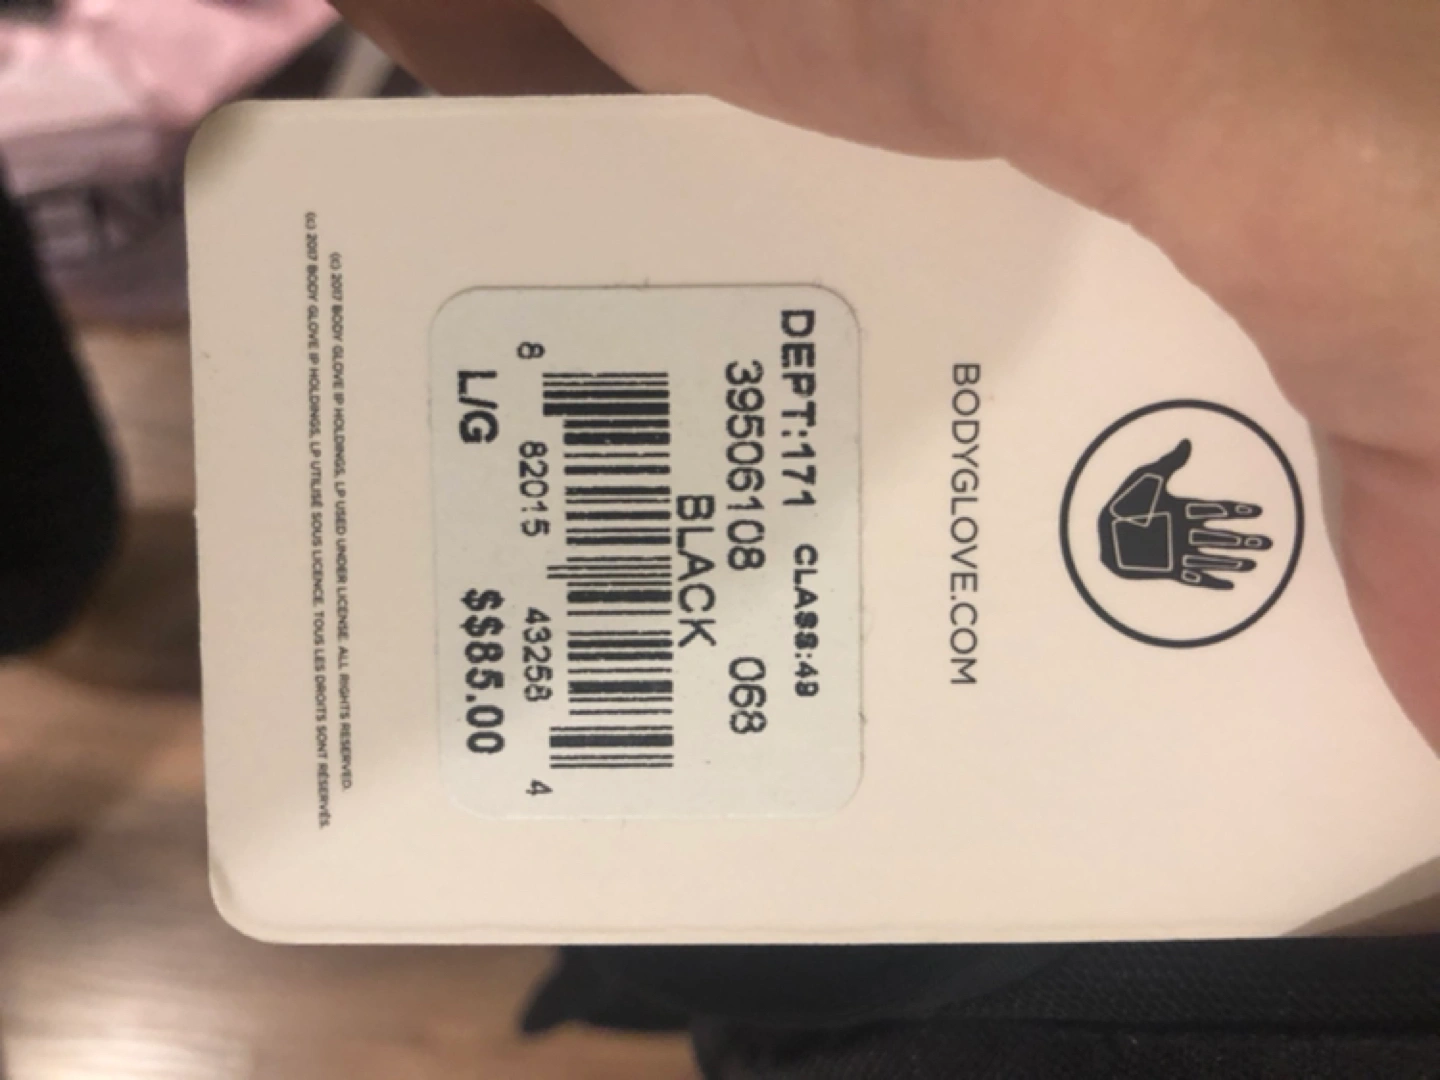 BODYGLOVE.COM
DEPT:171 CLASS:49
39506108 068
BLACK
8 82015 43258 4
L/G $$85.00
(c) 2017 BODY GLOVE IP HOLDINGS, LP USED UNDER LICENSE. ALL RIGHTS RESERVED.
(c) 2017 BODY GLOVE IP HOLDINGS, LP UTILISÉ SOUS LICENCE. TOUS LES DROITS SONT RÉSERVÉS.